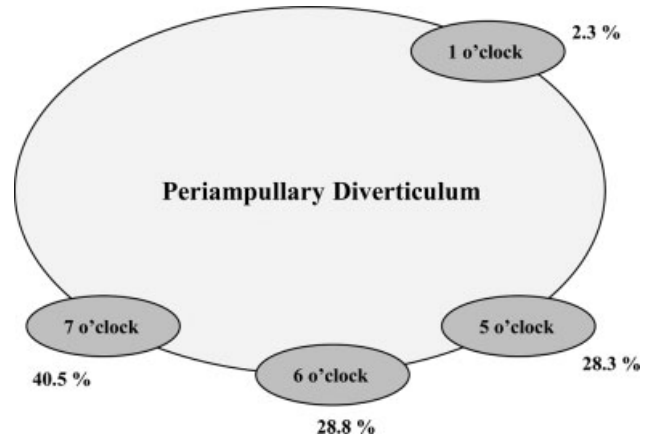 2.3 %
1 o'clock
Periampullary Diverticulum
7 o'clock
5 o'clock
40.5 %
6 o'clock
28.3 %
28.8 %